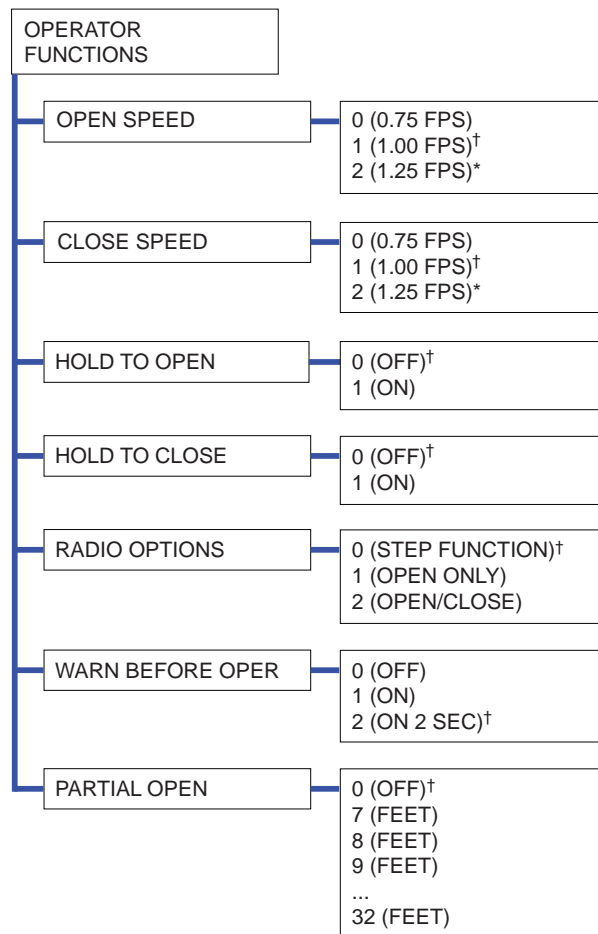 OPERATOR
FUNCTIONS
OPEN SPEED
0 (0.75 FPS)
1 (1.00 FPS)†
2 (1.25 FPS)*
CLOSE SPEED
0 (0.75 FPS)
1 (1.00 FPS)†
2 (1.25 FPS)*
HOLD TO OPEN
0 (OFF)†
1 (ON)
HOLD TO CLOSE
0 (OFF)†
1 (ON)
RADIO OPTIONS
0 (STEP FUNCTION)†
1 (OPEN ONLY)
2 (OPEN/CLOSE)
WARN BEFORE OPER
0 (OFF)
1 (ON)
2 (ON 2 SEC)†
PARTIAL OPEN
0 (OFF)†
7 (FEET)
8 (FEET)
9 (FEET)
...
32 (FEET)